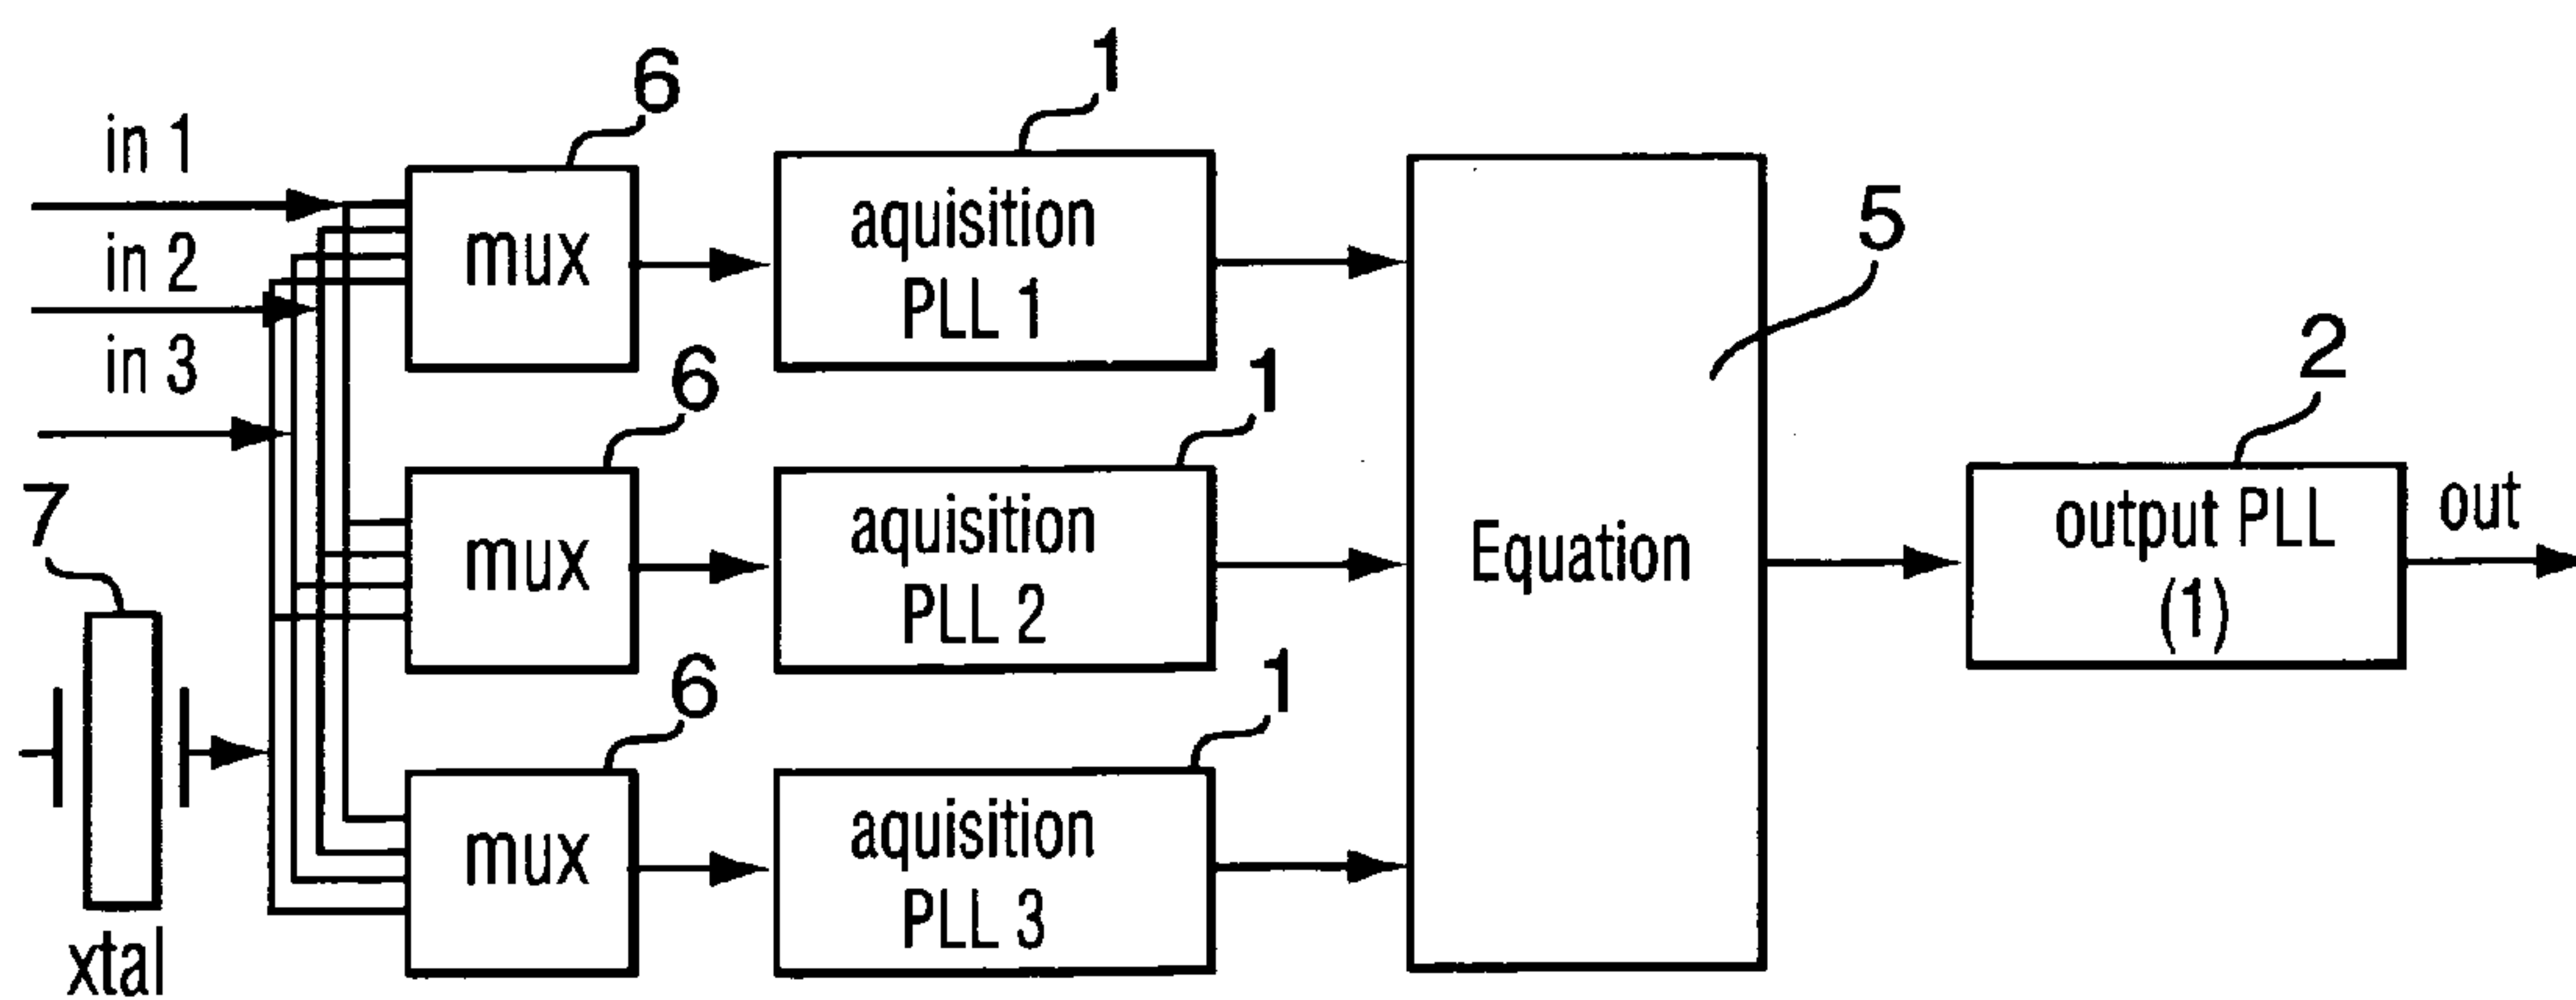 in 1
in 2
in 3
7
xtal
6
mux
6
mux
6
mux
1
aquisition
PLL 1
1
aquisition
PLL 2
1
aquisition
PLL 3
5
Equation
2
output PLL
(1)
out